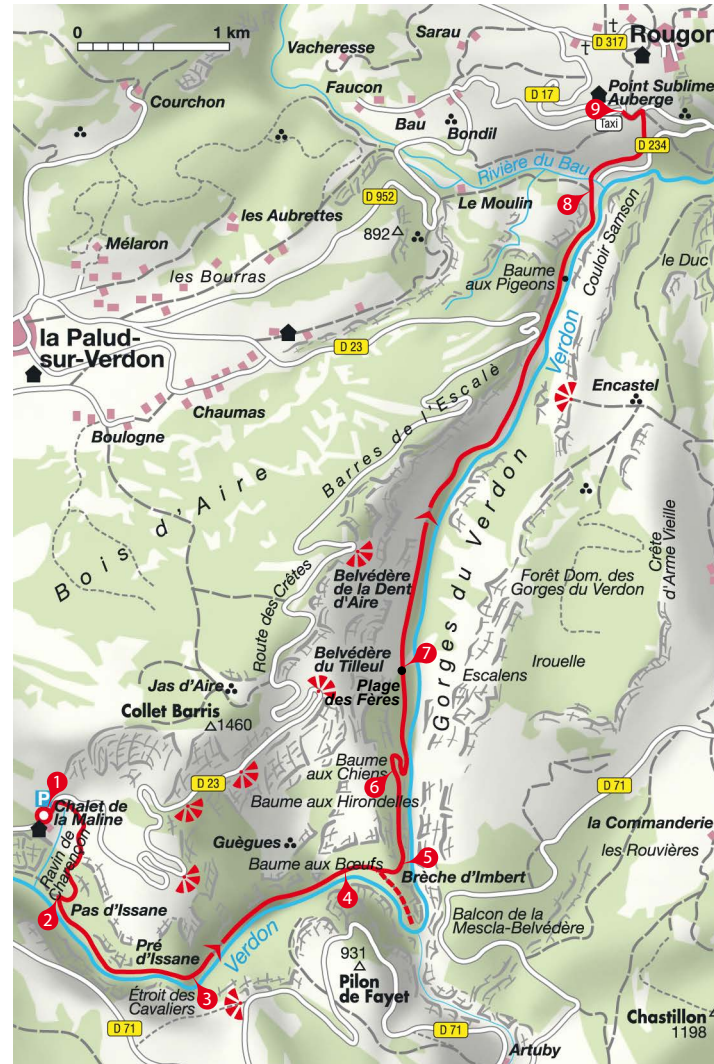 0
1 km
Vacheresse
Sarau
D 317
Rougon
Courchon
Faucon
D 17
Point Sublime
Auberge
9
Taxi
Bau
Bondil
D 234
Rivière du Bau
D 952
Le Moulin
8
les Aubrettes
892
Couloir Samson
Mélaron
les Bourras
Baume
aux Pigeons
le Duc
la Palud-
sur-Verdon
D 23
Verdon
Encastel
Chaumas
Boulogne
Barres de l'Escalè
Bois d'Aire
Crête
d'Arme Vieille
Route des Crêtes
Belvédère
de la Dent
d'Aire
Forêt Dom. des
Gorges du Verdon
Gorges du Verdon
Belvédère
du Tilleul
7
Irouelle
Escalens
Plage
des Fères
Jas d'Aire
Collet Barris
1460
Baume
aux Chiens
6
1
P
D 23
D 71
Baume aux Hirondelles
Chalet de
la Maline
la Commanderie
Guègues
les Rouvières
Ravin de
Charençon
Baume aux Bœufs
5
Brèche d'Imbert
4
2
Pas d'Issane
Balcon de la
Mescla-Belvédère
Pré
d'Issane
Verdon
931
Pilon
de Fayet
3
Étroit des
Cavaliers
Chastillon
1198
D 71
D 71
Artuby